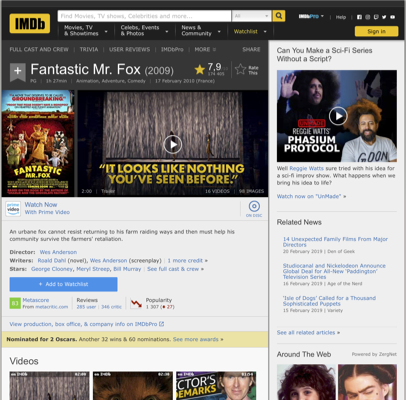 IMDb
Find Movies, TV shows, Celebrities and more...
All
IMDbPro
Help
Movies, TV
& Showtimes
Celebs, Events
& Photos
News &
Community
Watchlist
Sign in
FULL CAST AND CREW | TRIVIA | USER REVIEWS | IMDbPro | MORE
SHARE
Fantastic Mr. Fox (2009)
PG | 1h 27min | Animation, Adventure, Comedy | 17 February 2010 (France)
7,9
Rate
This
GROUNDBREAKING."
FANTASTIC
MR. FOX
"IT LOOKS LIKE NOTHING
YOU'VE SEEN BEFORE."
2:00 | Trailer
16 VIDEOS | 98 IMAGES
prime video
Watch Now
With Prime Video
ON DISC
An urbane fox cannot resist returning to his farm raiding ways and then must help his
community survive the farmers' retaliation.
Director: Wes Anderson
Writers: Roald Dahl (novel), Wes Anderson (screenplay) | 1 more credit »
Stars: George Clooney, Meryl Streep, Bill Murray | See full cast & crew »
+ Add to Watchlist
83
Metascore
From metacritic.com
Reviews
285 user | 346 critic
Popularity
1 307 ( 27)
View production, box office, & company info on IMDbPro
Nominated for 2 Oscars. Another 32 wins & 60 nominations. See more awards »
Videos
Can You Make a Sci-Fi Series
Without a Script?
REGGIE WATTS'
PHASIUM
PROTOCOL
Well Reggie Watts sure tried with his idea for
a sci-fi improv show. What happens when we
bring his idea to life?
Watch now on "UnMade" »
Related News
14 Unexpected Family Films From Major
Directors
20 February 2019 | Den of Geek
Studiocanal and Nickelodeon Announce
Global Deal for All-New 'Paddington'
Television Series
16 February 2019 | Age of the Nerd
'Isle of Dogs' Called for a Thousand
Sophisticated Puppets
15 February 2019 | Variety
See all related articles »
Around The Web | Powered by ZergNet